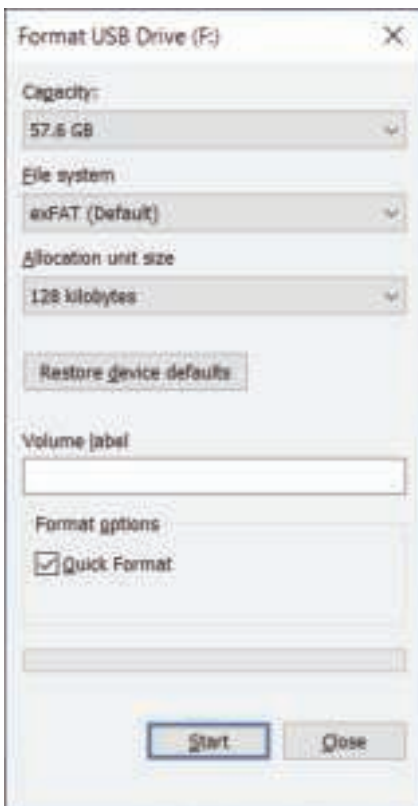 Format USB Drive (F:)
Capacity:
57.6 GB
File system
exFAT (Default)
Allocation unit size
128 kilobytes
Restore device defaults
Volume label
Format options
Quick Format
Start
Close